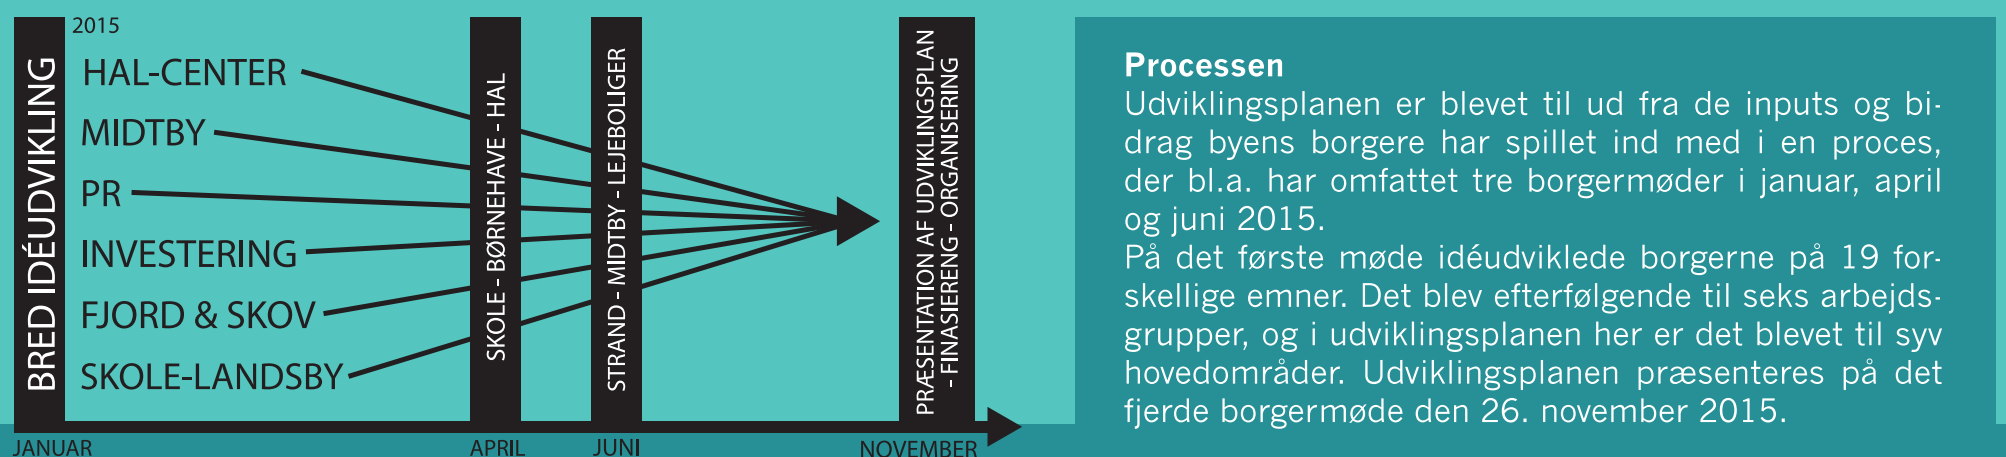 2015
BRED IDÉUDVIKLING
HAL-CENTER
MIDTBY
PR
INVESTERING
FJORD & SKOV
SKOLE-LANDSBY
SKOLE - BØRNEHAVE - HAL
STRAND - MIDTBY - LEJEBOLIGER
PRÆSENTATION AF UDVIKLINGSPLAN
- FINASIERING - ORGANISERING
JANUAR
APRIL
JUNI
NOVEMBER
Processen
Udviklingsplanen er blevet til ud fra de inputs og bi-
drag byens borgere har spillet ind med i en proces,
der bl.a. har omfattet tre borgermøder i januar, april
og juni 2015.
På det første møde idéudviklede borgerne på 19 for-
skellige emner. Det blev efterfølgende til seks arbejds-
grupper, og i udviklingsplanen her er det blevet til syv
hovedområder. Udviklingsplanen præsenteres på det
fjerde borgermøde den 26. november 2015.